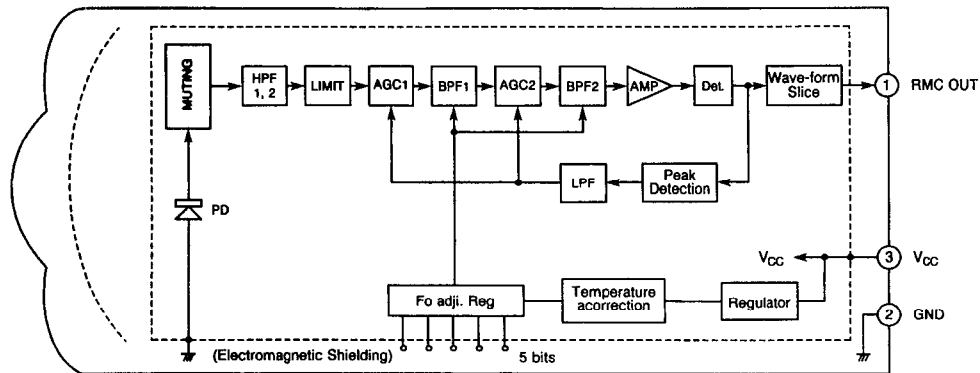 MUTING
HPF
1, 2
LIMIT
AGC1
BPF1
AGC2
BPF2
AMP
Det.
Wave-form
Slice
1
RMC OUT
LPF
Peak
Detection
PD
VCC
3
VCC
Fo adji. Reg
Temperature
acorrection
Regulator
2
GND
(Electromagnetic Shielding)
5 bits